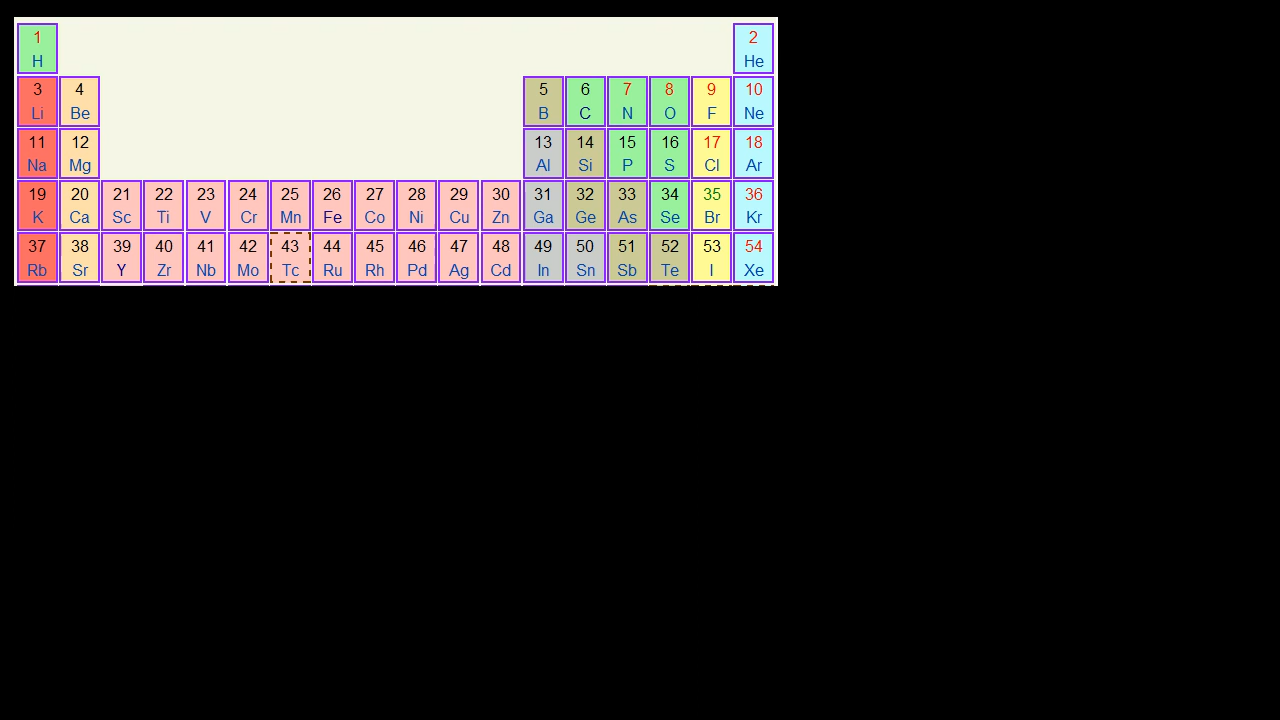 1 2
H He
3 4 5 6 7 8 9 10
Li Be B C N O F Ne
11 12 13 14 15 16 17 18
Na Mg Al Si P S Cl Ar
19 20 21 22 23 24 25 26 27 28 29 30 31 32 33 34 35 36
K Ca Sc Ti V Cr Mn Fe Co Ni Cu Zn Ga Ge As Se Br Kr
37 38 39 40 41 42 43 44 45 46 47 48 49 50 51 52 53 54
Rb Sr Y Zr Nb Mo Tc Ru Rh Pd Ag Cd In Sn Sb Te I Xe